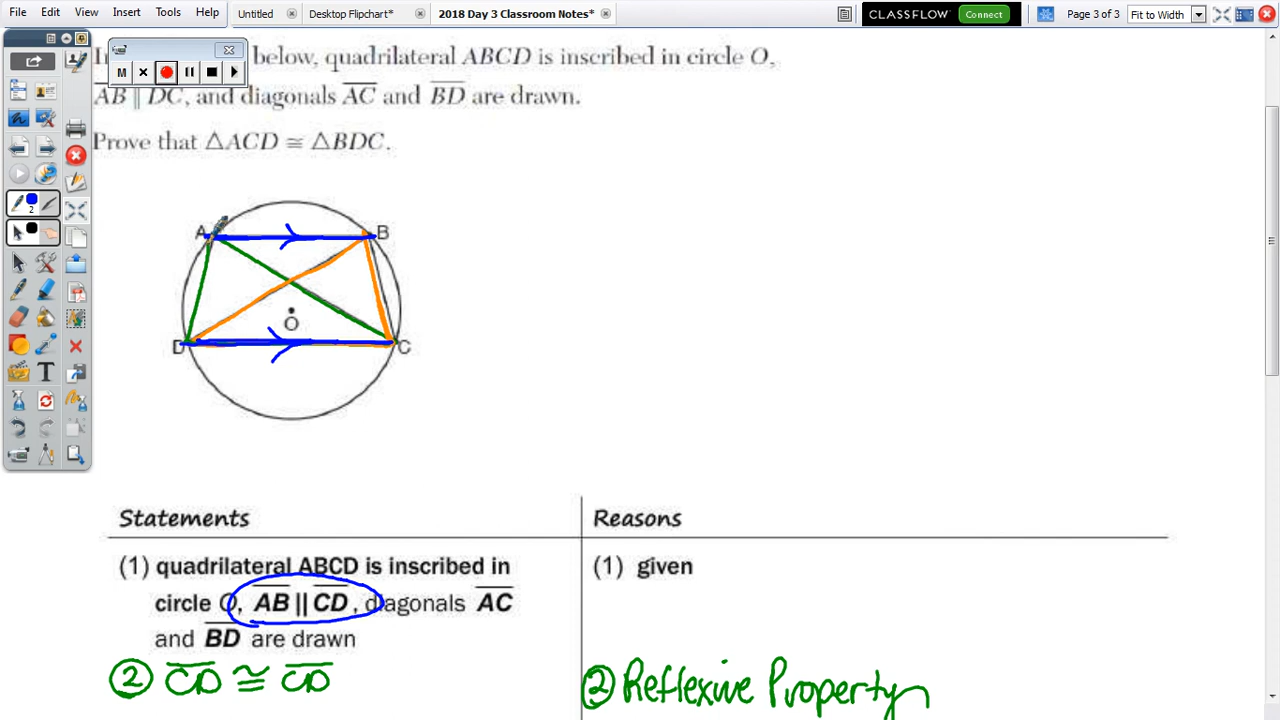 File Edit View Insert Tools Help
Untitled Desktop Flipchart* 2018 Day 3 Classroom Notes*
CLASSFLOW Connect Page 3 of 3 Fit to Width
M
below, quadrilateral ABCD is inscribed in circle O,
AB ∥ DC, and diagonals AC and BD are drawn.
Prove that △ACD ≅ △BDC.
A B
O
D C
2
T
Statements Reasons
(1) quadrilateral ABCD is inscribed in (1) given
circle O, AB || CD, diagonals AC
and BD are drawn
② CD ≅ CD ② Reflexive Property